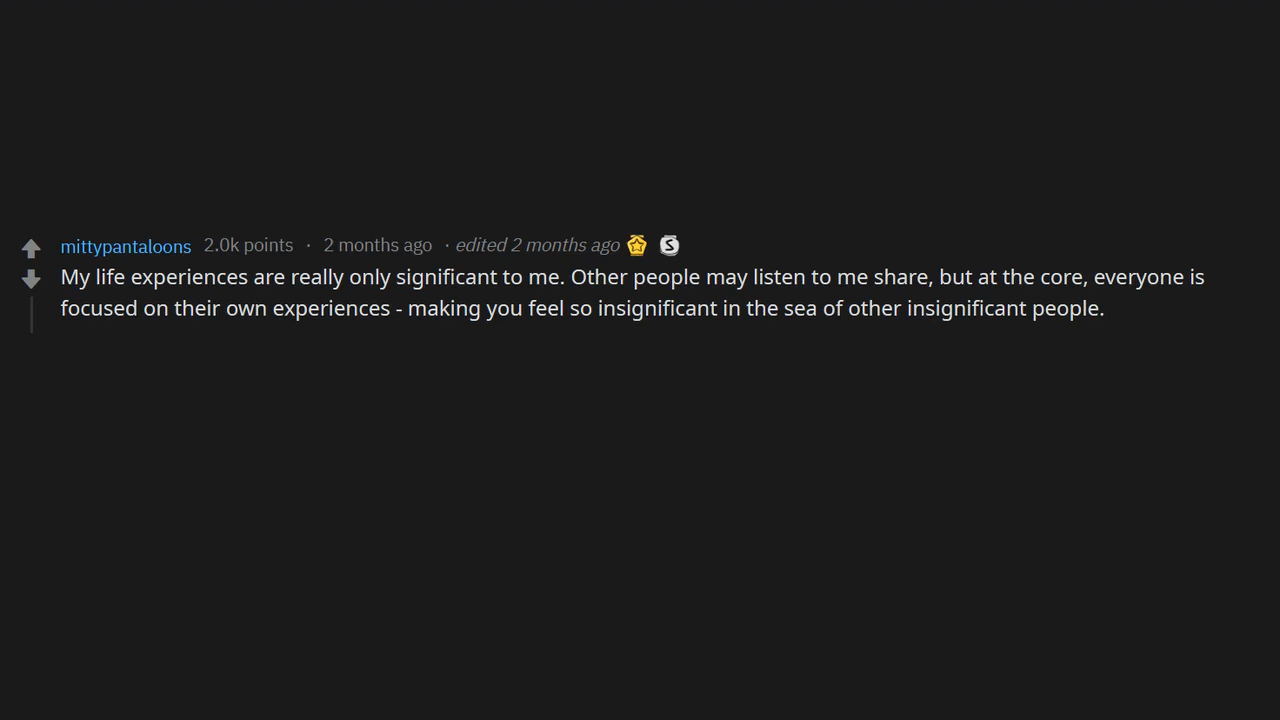 mittypantaloons 2.0k points · 2 months ago · edited 2 months ago S
My life experiences are really only significant to me. Other people may listen to me share, but at the core, everyone is
focused on their own experiences - making you feel so insignificant in the sea of other insignificant people.